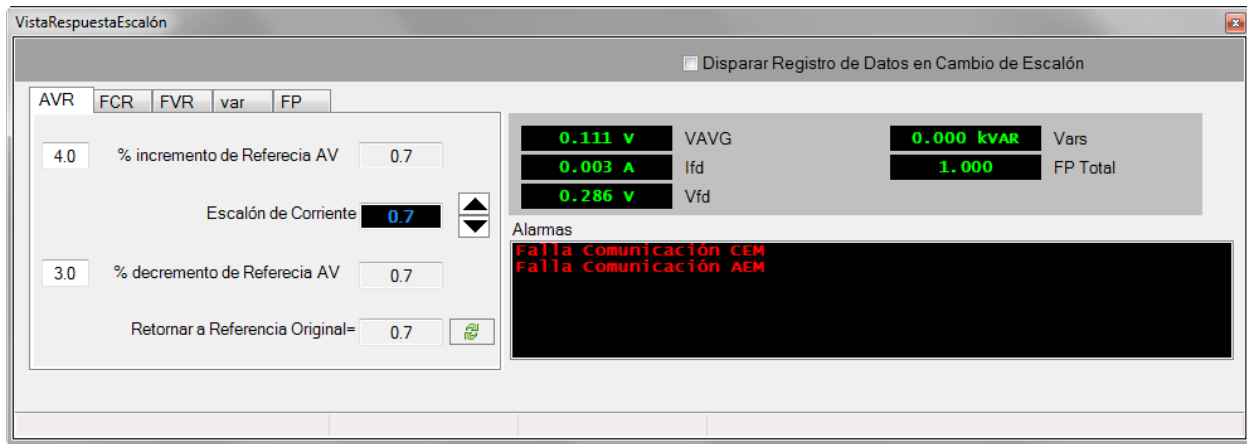 VistaRespuestaEscalón
Disparar Registro de Datos en Cambio de Escalón
AVR FCR FVR var FP
4.0 % incremento de Referecia AV 0.7
Escalón de Corriente 0.7
3.0 % decremento de Referecia AV 0.7
Retornar a Referencia Original= 0.7
0.111 V VAVG 0.000 kVAR Vars
0.003 A Ifd 1.000 FP Total
0.286 V Vfd
Alarmas
Falla Comunicación CEM
Falla Comunicación AEM